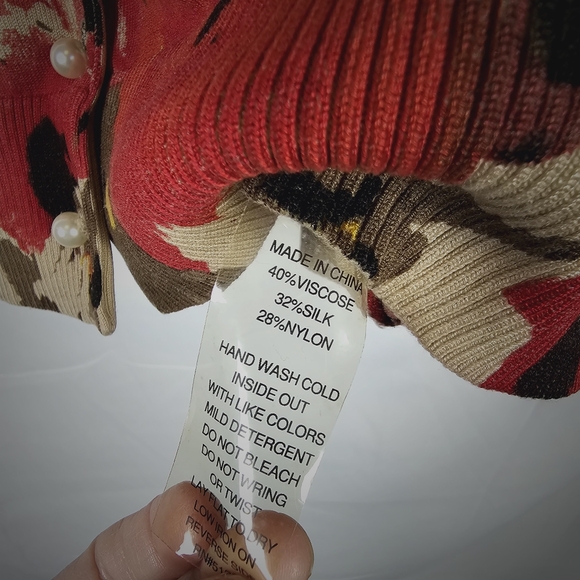 MADE IN CHINA
40%VISCOSE
32%SILK
28%NYLON
HAND WASH COLD
INSIDE OUT
WITH LIKE COLORS
MILD DETERGENT
DO NOT BLEACH
DO NOT WRING
OR TWIST
LAY FLAT TO DRY
LOW IRON ON
REVERSE